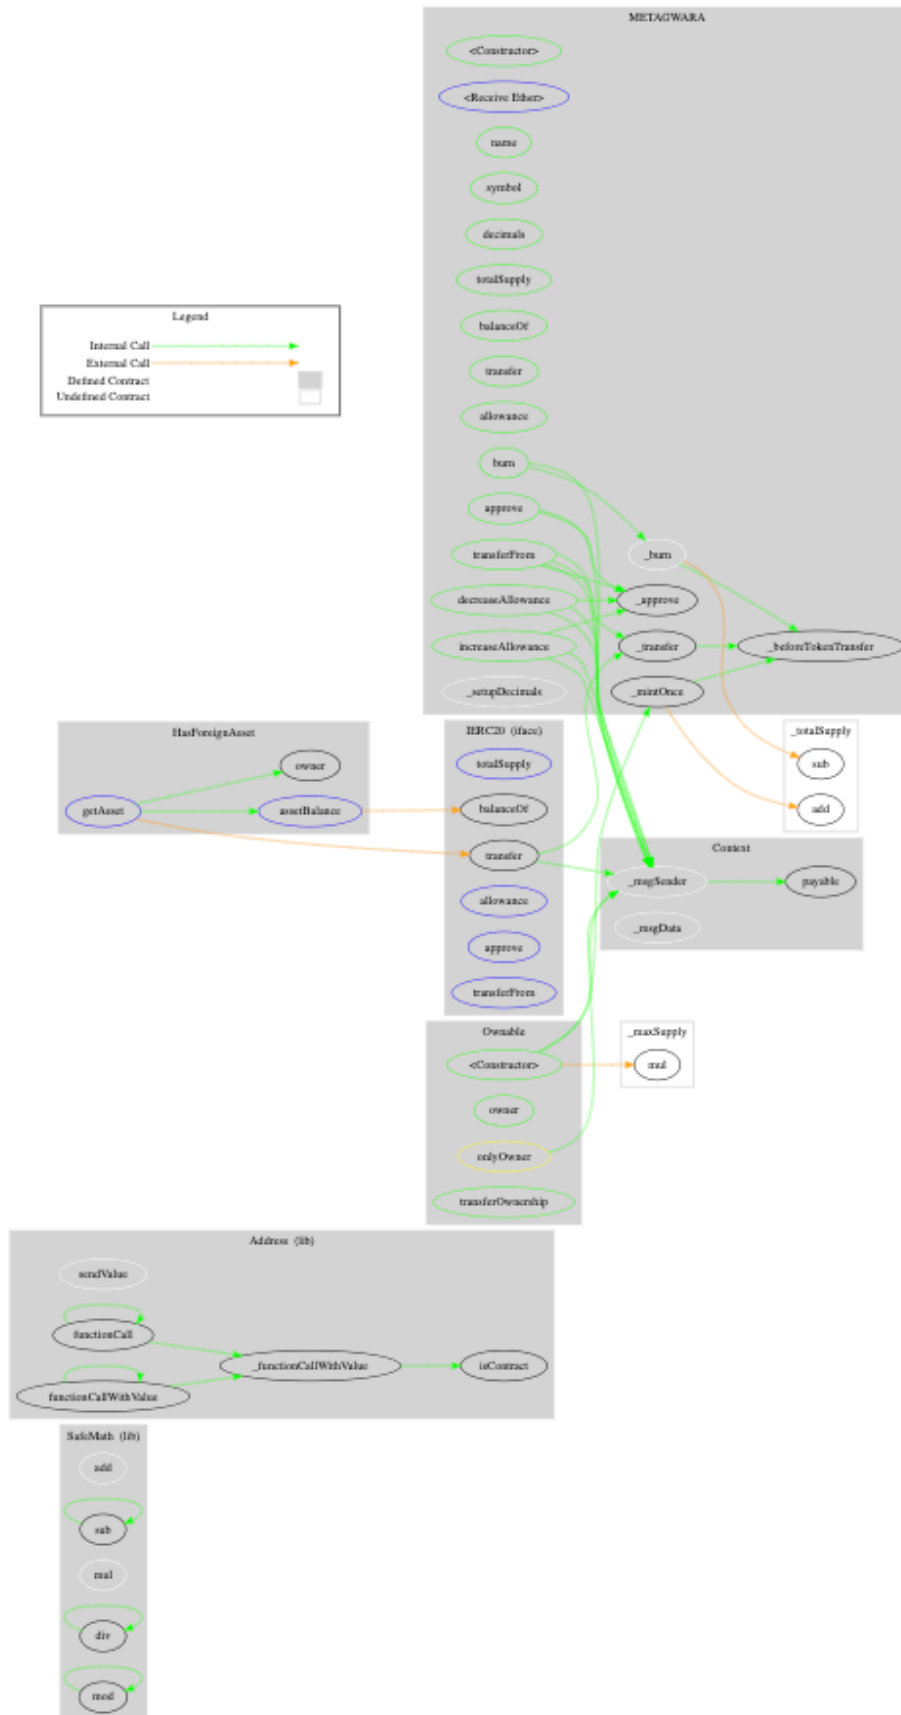 METAGWARA
<Constructor>
<Receive Ether>
name
symbol
decimals
totalSupply
balanceOf
transfer
allowance
burn
approve
transferFrom
_burn
decreaseAllowance
_approve
increaseAllowance
_transfer
_beforeTokenTransfer
_setupDecimals
_mintOnce
Legend
Internal Call
External Call
Defined Contract
Undefined Contract
HasForeignAsset
owner
getAsset
assetBalance
IERC20 (iface)
totalSupply
balanceOf
transfer
allowance
approve
transferFrom
_totalSupply
sub
add
Context
_msgSender
payable
_msgData
Ownable
<Constructor>
owner
onlyOwner
transferOwnership
_maxSupply
mul
Address (lib)
sendValue
functionCall
_functionCallWithValue
isContract
functionCallWithValue
SafeMath (lib)
add
sub
mul
div
mod